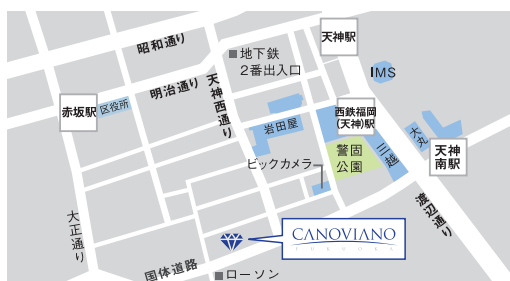 昭和通り
天神駅
■地下鉄
2番出入口
IMS
明治通り
赤坂駅
区役所
天神西通り
西鉄福岡
(天神)駅
岩田屋
大丸
天神
南駅
三越
警固
公園
ビックカメラ
渡辺通り
大正通り
CANOVIANO
FUKUOKA
国体道路
■ローソン